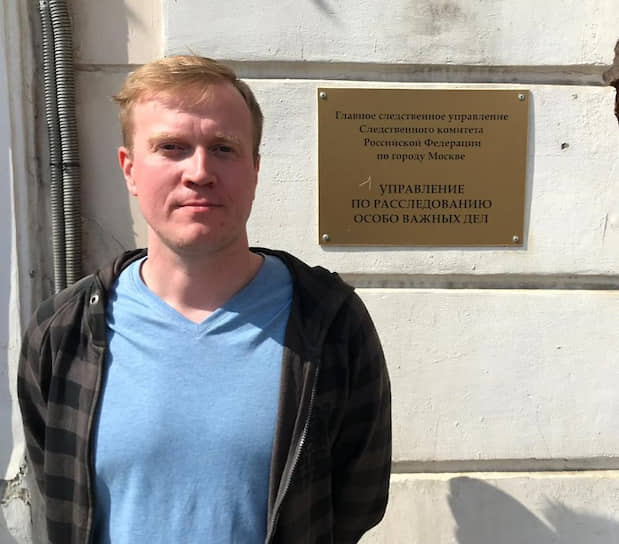 Главное следственное управление
Следственного комитета
Российской Федерации
по городу Москве
УПРАВЛЕНИЕ
ПО РАССЛЕДОВАНИЮ
ОСОБО ВАЖНЫХ ДЕЛ